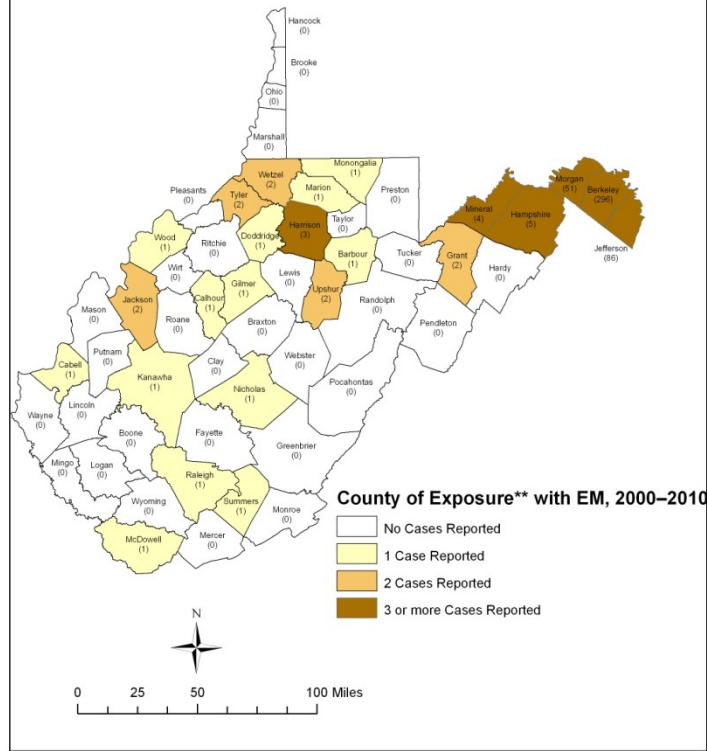 Hancock
(0)
Brooke
(0)
Ohio
(0)
Marshall
(0)
Wetzel
(2)
Monongalia
(1)
Marion
(1)
Preston
(0)
Morgan
(51)
Berkeley
(296)
Pleasants
(0)
Tyler
(2)
Mineral
(4)
Hampshire
(5)
Harrison
(3)
Taylor
(0)
Wood
(1)
Ritchie
(0)
Doddridge
(1)
Barbour
(1)
Tucker
(0)
Grant
(2)
Jefferson
(86)
Hardy
(0)
Wirt
(0)
Lewis
(0)
Gilmer
(1)
Upshur
(2)
Randolph
(0)
Jackson
(2)
Calhoun
(1)
Mason
(0)
Roane
(0)
Braxton
(0)
Pendleton
(0)
Putnam
(0)
Clay
(0)
Webster
(0)
Cabell
(1)
Kanawha
(1)
Nicholas
(1)
Pocahontas
(0)
Wayne
(0)
Lincoln
(0)
Boone
(0)
Fayette
(0)
Greenbrier
(0)
Mingo
(0)
Logan
(0)
Raleigh
(1)
Wyoming
(0)
Summers
(1)
Monroe
(0)
McDowell
(1)
Mercer
(0)
County of Exposure** with EM, 2000–2010
No Cases Reported
1 Case Reported
2 Cases Reported
3 or more Cases Reported
N
0 25 50 100 Miles